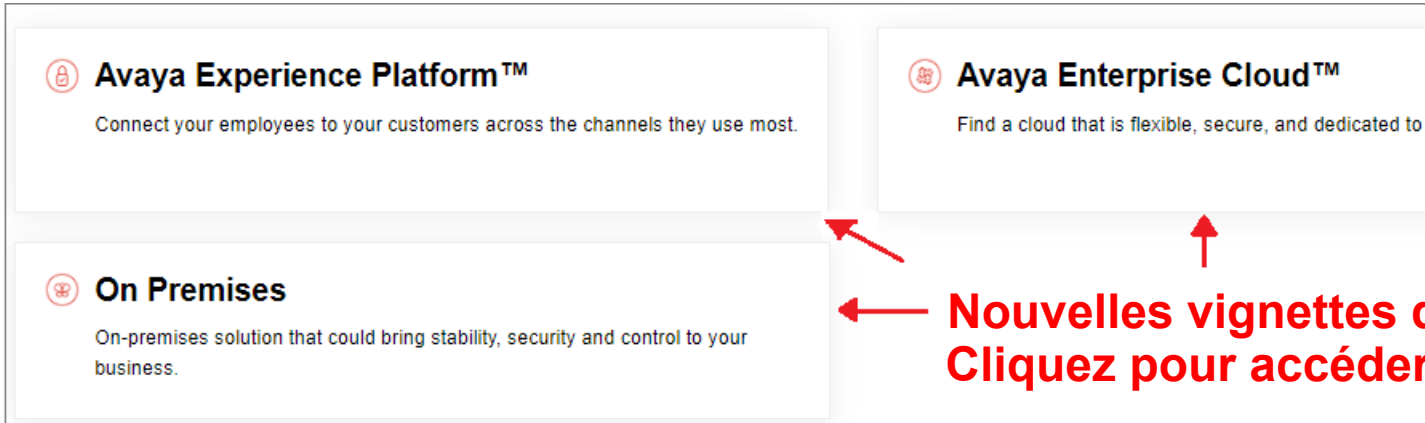 Avaya Experience Platform™
Connect your employees to your customers across the channels they use most.
Avaya Enterprise Cloud™
Find a cloud that is flexible, secure, and dedicated to
On Premises
On-premises solution that could bring stability, security and control to your
business.
Nouvelles vignettes
Cliquez pour accéder